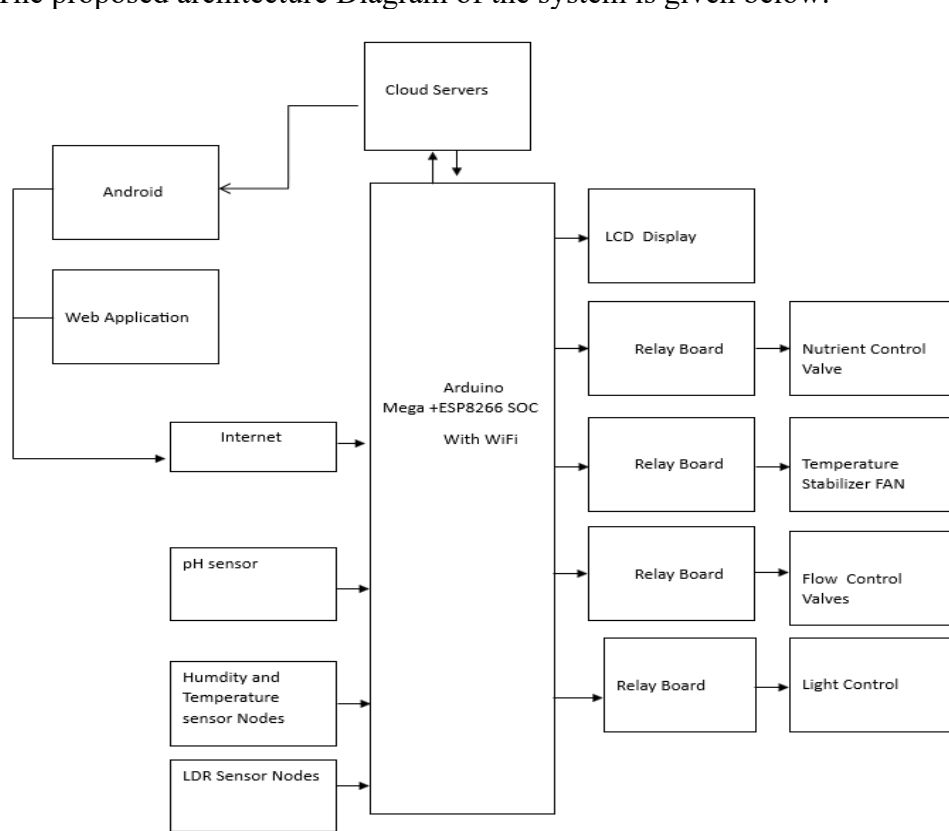 The proposed architecture Diagram of the system is given below.
Cloud Servers
Android
Web Application
Internet
pH sensor
Humdity and
Temperature
sensor Nodes
LDR Sensor Nodes
Arduino
Mega +ESP8266 SOC
With WiFi
LCD Display
Relay Board
Nutrient Control
Valve
Relay Board
Temperature
Stabilizer FAN
Relay Board
Flow Control
Valves
Relay Board
Light Control